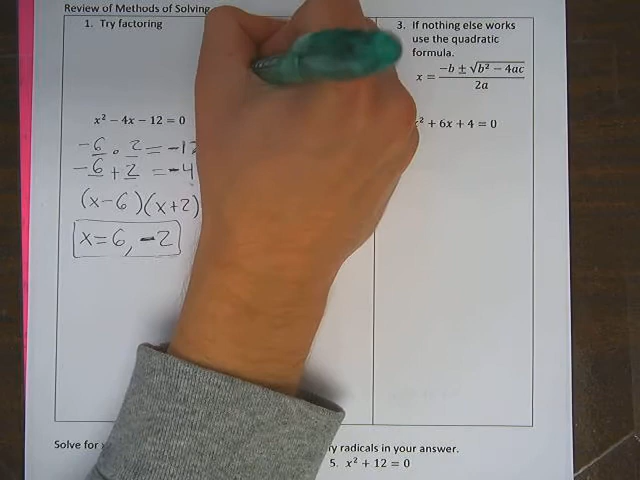 Review of Methods of Solving
1. Try factoring
x² − 4x − 12 = 0
-6 · 2 = -12
-6 + 2 = -4
(x-6)(x+2)
x=6, -2
3. If nothing else works
use the quadratic
formula.
x = (−b ± √(b² − 4ac)) / 2a
² + 6x + 4 = 0
Solve for
radicals in your answer.
5. x² + 12 = 0